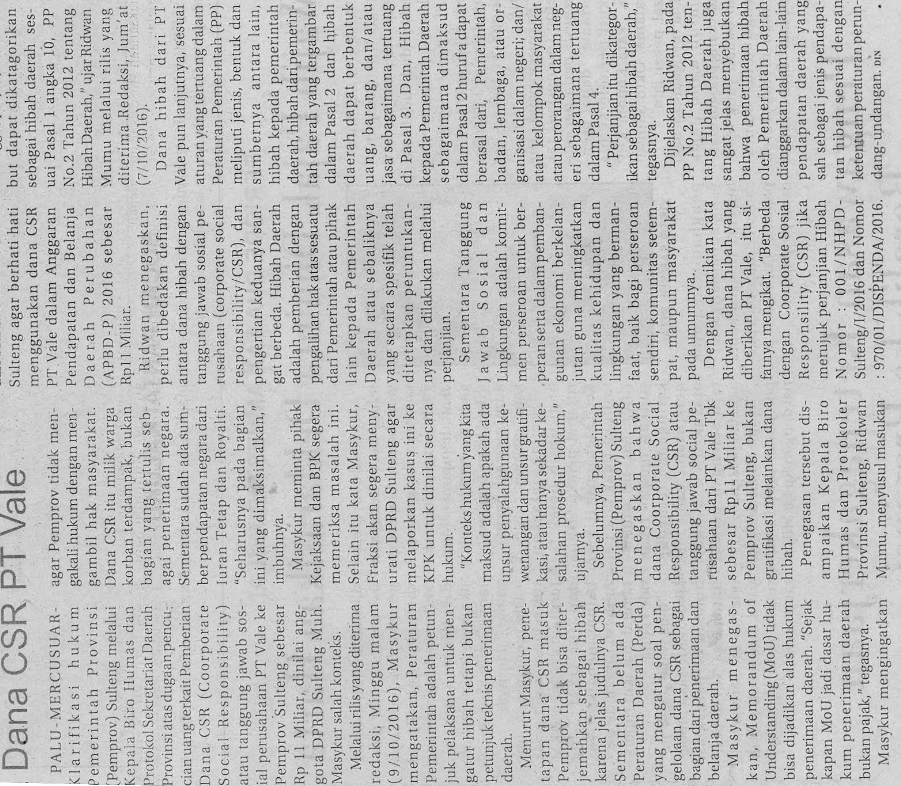 Dana CSR PT Vale
PALU-MERCUSUAR-
Klarifikasi hukum
Pemerintah Provinsi
(Pemprov) Sulteng melalui
Kepala Biro Humas dan
Protokol Sekretariat Daerah
Provinsi atas dugaan pencu-
cian uang terkait Pemberian
Dana CSR (Corporate
Social Responsibility)
atau tanggung jawab sos-
ial perusahaan PT Vale ke
Pemprov Sulteng sebesar
Rp 11 Miliar, dinilai ang-
gota DPRD Sulteng Muh.
Masykur salah konteks.
Melalui rilis yang diterima
redaksi, Minggu malam
(9/10/2016), Masykur
mengatakan, Peraturan
Pemerintah adalah petun-
juk pelaksana untuk men-
gatur hibah tetapi bukan
petunjuk teknis penerimaan
daerah.
Menurut Masykur, pene-
tapan dana CSR masuk
Pemprov tidak bisa diter-
jemahkan sebagai hibah
karena jelas judulnya CSR.
Sementara belum ada
Peraturan Daerah (Perda)
yang mengatur soal pen-
gelolaan dana CSR sebagai
bagian dari penerimaan dan
belanja daerah.
Masykur menegas-
kan, Memorandum of
Understanding (MoU) tidak
bisa dijadikan alas hukum
penerimaan daerah. "Sejak
kapan MoU jadi dasar hu-
kum penerimaan daerah
bukan pajak," tegasnya.
Masykur mengingatkan
agar Pemprov tidak men-
gakali hukum dengan men-
gambil hak masyarakat.
Dana CSR itu milik warga
korban terdampak, bukan
bagian yang tertulis seb-
agai penerimaan negara.
Sementara sudah ada sum-
ber pendapatan negara dari
Iuran Tetap dan Royalti.
"Seharusnya pada bagian
ini yang dimaksimalkan,"
imbuhnya.
Masykur meminta pihak
Kejaksaan dan BPK segera
memeriksa masalah ini.
Selain itu kata Masykur,
Fraksi akan segera meny-
urati DPRD Sulteng agar
melaporkan kasus ini ke
KPK untuk dinilai secara
hukum.
"Konteks hukum yang kita
maksud adalah apakah ada
unsur penyalahgunaan ke-
wenangan dan unsur gratifi-
kasi, atau hanya sekadar ke-
salahan prosedur hokum,"
ujarnya.
Sebelumnya, Pemerintah
Provinsi (Pemprov) Sulteng
menegaskan bahwa
dana Coorporate Social
Responsibility (CSR) atau
tanggung jawab social pe-
rusahaan dari PT Vale Tbk
sebesar Rp11 Miliar ke
Pemprov Sulteng, bukan
gratifikasi melainkan dana
hibah.
Penegasan tersebut dis-
ampaikan Kepala Biro
Humas dan Protokoler
Provinsi Sulteng, Ridwan
Mumu, menyusul masukan
Sulteng agar berhati hati
menggunakan dana CSR
PT Vale dalam Anggaran
Pendapatan dan Belanja
Daerah Perubahan
(APBD-P) 2016 sebesar
Rp11 Miliar.
Ridwan menegaskan,
perlu dibedakan definisi
antara dana hibah dengan
tanggung jawab sosial pe-
rusahaan (corporate social
responsibility/CSR), dan
pengertian keduanya san-
gat berbeda. Hibah Daerah
adalah pemberian dengan
pengalihan hak atas sesuatu
dari Pemerintah atau pihak
lain kepada Pemerintah
Daerah atau sebaliknya
yang secara spesifik telah
ditetapkan peruntukan-
nya dan dilakukan melalui
perjanjian.
Sementara Tanggung
Jawab Sosial dan
Lingkungan adalah komit-
men perseroan untuk ber-
peran serta dalam pemban-
gunan ekonomi berkelan-
jutan guna meningkatkan
kualitas kehidupan dan
lingkungan yang berman-
faat, baik bagi perseroan
sendiri, komunitas setem-
pat, maupun masyarakat
pada umumnya.
Dengan demikian kata
Ridwan, dana hibah yang
diberikan PT Vale, itu si-
fatnya mengikat. "Berbeda
dengan Coorporate Sosial
Responsility (CSR) jika
merujuk perjanjian Hibah
Nomor : 001/NHPD-
Sulteng/I/2016 dan Nomor
: 970/01/DISPENDA/2016.
but dapat dikatagorikan
sebagai hibah daerah ses-
uai Pasal 1 angka 10, PP
No.2 Tahun 2012 tentang
Hibah Daerah," ujar Ridwan
Mumu melalui rilis yang
diterima Redaksi, Jum'at
(7/10/2016).
Dana hibah dari PT
Vale pun lanjutnya, sesuai
aturan yang tertuang dalam
Peraturan Pemerintah (PP)
meliputi jemis, bentuk dan
sumbernya antara lain,
hibah kepada pemerintah
daerah, hibah dari pemerin-
tah daerah yang tergambar
dalam Pasal 2 dan hibah
daerah dapat berbentuk
uang, barang, dan/atau
jasa sebagaimana tertuang
di Pasal 3. Dan, Hibah
kepada Pemerintah Daerah
sebagaimana dimaksud
dalam Pasal 2 huruf a dapat
berasal dari, Pemerintah,
badan, lembaga, atau or-
ganisasi dalam negeri; dan/
atau kelompok masyarakat
atau perorangan dalam neg-
eri sebagaimana tertuang
dalam Pasal 4.
"Perjanjian itu dikategor-
ikan sebagai hibah daerah,"
tegasnya.
Dijelaskan Ridwan, pada
PP No.2 Tahun 2012 ten-
tang Hibah Daerah juga
sangat jelas menyebutkan
bahwa penerimaan hibah
oleh Pemerintah Daerah
dianggarkan dalam lain-lain
pendapatan daerah yang
sah sebagai jenis pendapa-
tan hibah sesuai dengan
ketentuan peraturan perun-
dang-undangan. DIN